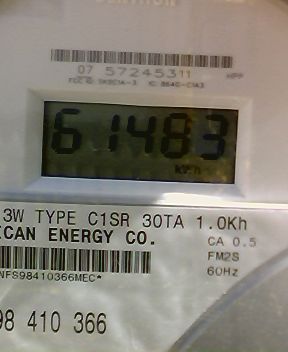 07 57245311
61483
kWh
3W TYPE C1SR 30TA 1.0Kh
ICAN ENERGY CO.
CA 0.5
FM2S
60Hz
NFS98410366MEC*
98 410 366